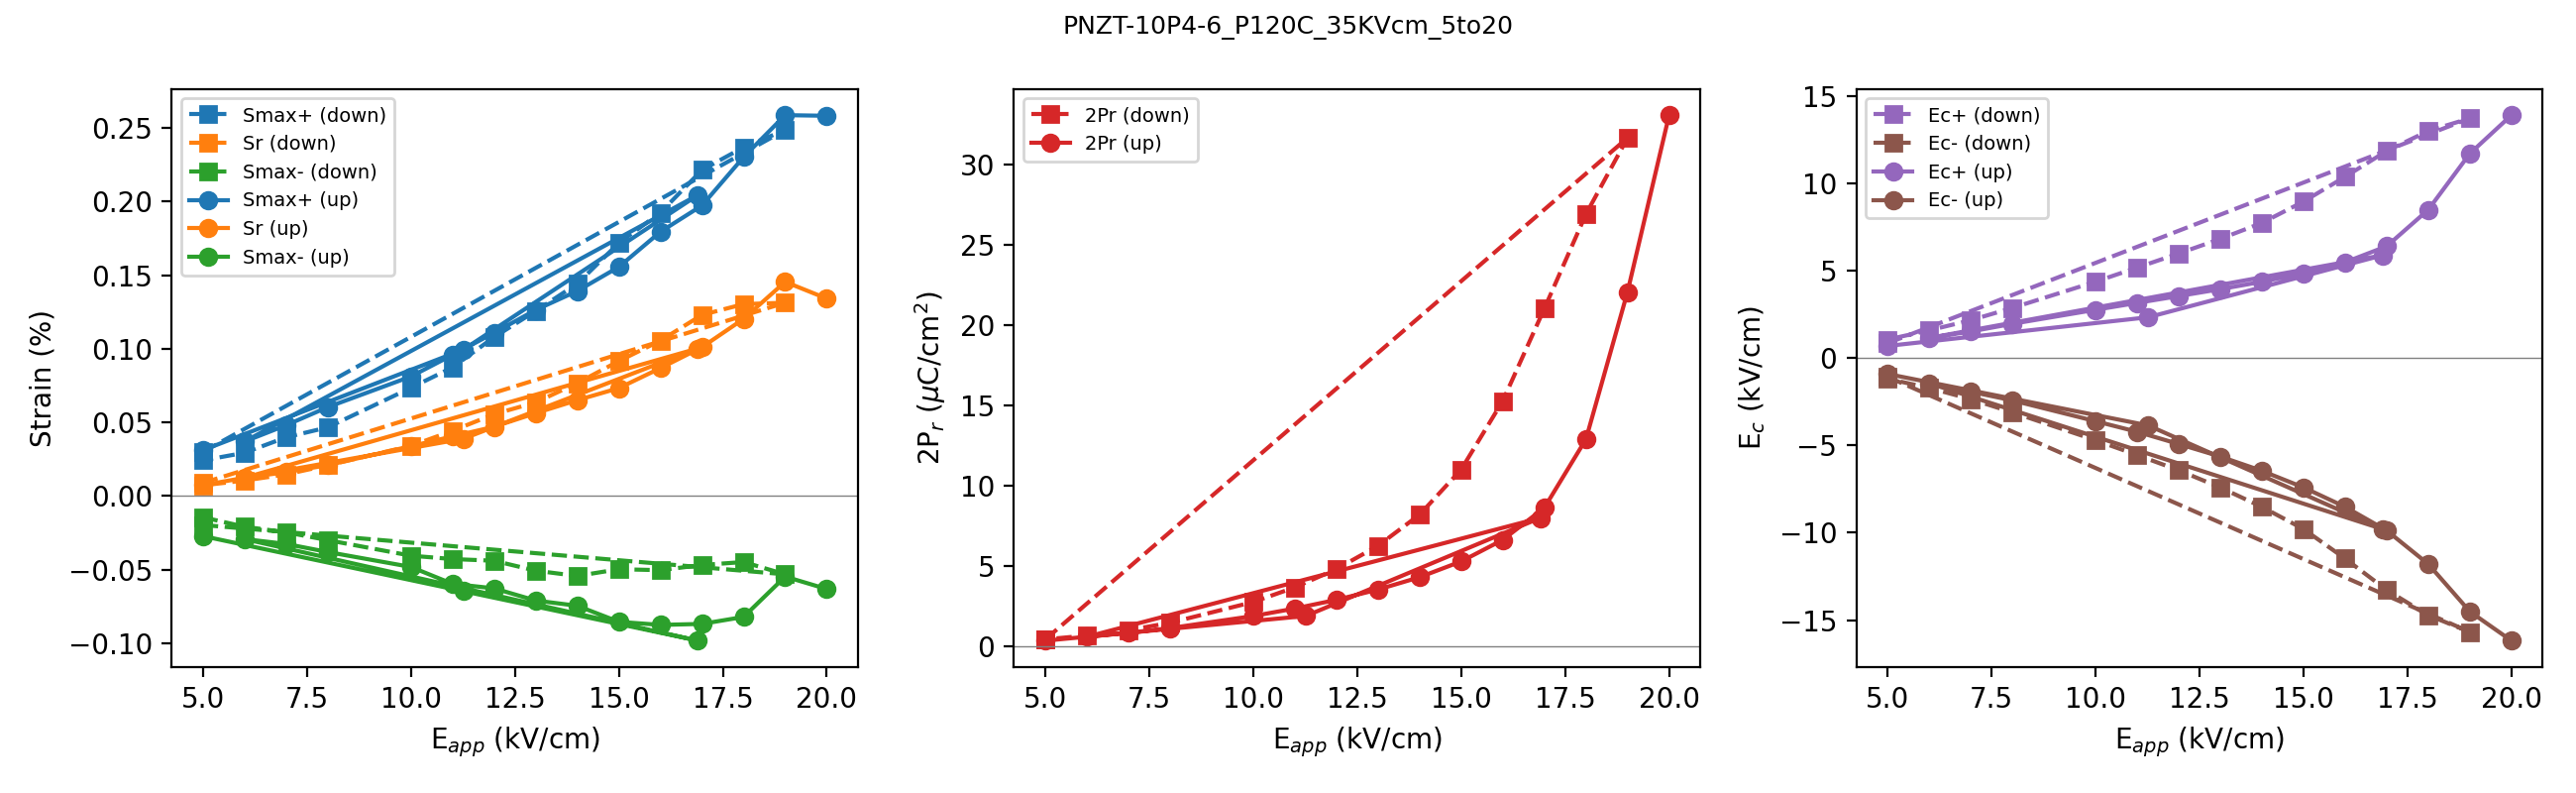 PNZT-10P4-6_P120C_35KVcm_5to20
Smax+ (down)
Sr (down)
Smax- (down)
Smax+ (up)
Sr (up)
Smax- (up)
0.25
0.20
0.15
0.10
0.05
0.00
−0.05
−0.10
Strain (%)
5.0 7.5 10.0 12.5 15.0 17.5 20.0
E_app (kV/cm)
2Pr (down)
2Pr (up)
30
25
20
15
10
5
0
2P_r (μC/cm²)
5.0 7.5 10.0 12.5 15.0 17.5 20.0
E_app (kV/cm)
Ec+ (down)
Ec- (down)
Ec+ (up)
Ec- (up)
15
10
5
0
−5
−10
−15
E_c (kV/cm)
5.0 7.5 10.0 12.5 15.0 17.5 20.0
E_app (kV/cm)